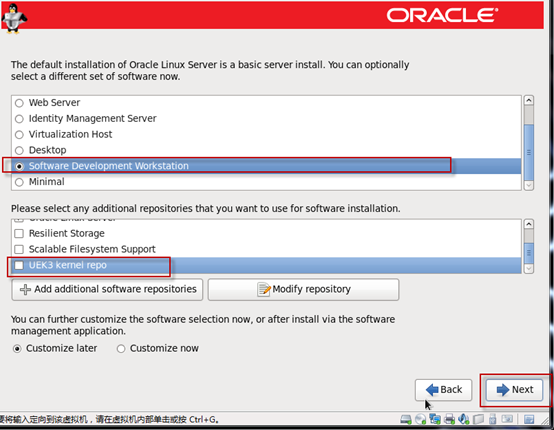 ORACLE
The default installation of Oracle Linux Server is a basic server install. You can optionally
select a different set of software now.
Web Server
Identity Management Server
Virtualization Host
Desktop
Software Development Workstation
Minimal
Please select any additional repositories that you want to use for software installation.
Oracle Linux Server
Resilient Storage
Scalable Filesystem Support
UEK3 kernel repo
Add additional software repositories
Modify repository
You can further customize the software selection now, or after install via the software
management application.
Customize later
Customize now
Back
Next
要将输入定向到该虚拟机，请在虚拟机内部单击或按 Ctrl+G。